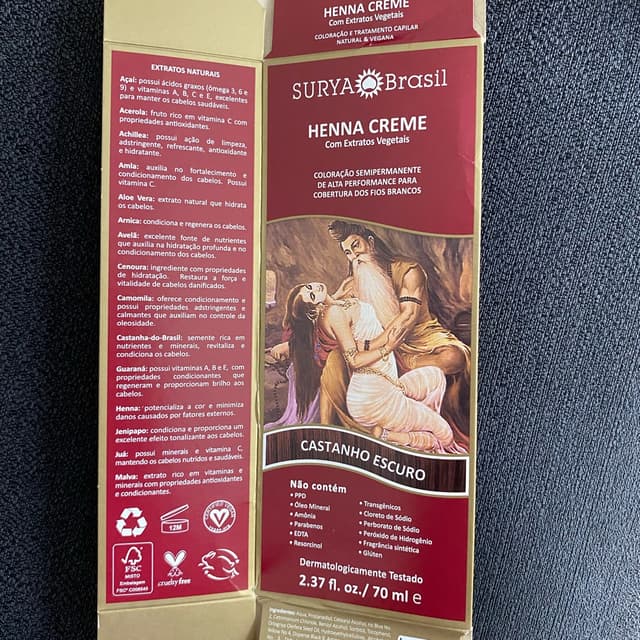 EXTRATOS NATURAIS
Açaí: possui ácidos graxos (ômega 3, 6 e
9) e vitaminas A, B, C e E, excelentes
para manter os cabelos saudáveis.
Acerola: fruto rico em vitamina C com
propriedades antioxidantes.
Achillea: possui ação de limpeza,
adstringente, refrescante, antioxidante
e hidratante.
Amla: auxilia no fortalecimento e
condicionamento dos cabelos. Possui
vitamina C.
Aloe Vera: extrato natural que hidrata
os cabelos.
Arnica: condiciona e regenera os cabelos.
Avelã: excelente fonte de nutrientes
que auxilia na hidratação profunda e no
condicionamento dos cabelos.
Cenoura: ingrediente com propriedades
de hidratação. Restaura a força e
vitalidade de cabelos danificados.
Camomila: oferece condicionamento e
possui propriedades adstringentes e
calmantes que auxiliam no controle da
oleosidade.
Castanha-do-Brasil: semente rica em
nutrientes e minerais, revitaliza e
condiciona os cabelos.
Guaraná: possui vitaminas A, B e E, com
propriedades condicionantes que
regeneram e proporcionam brilho aos
cabelos.
Henna: potencializa a cor e minimiza
danos causados por fatores externos.
Jenipapo: condiciona e proporciona um
excelente efeito tonalizante aos cabelos.
Juá: possui minerais e vitamina C,
mantendo os cabelos nutridos e saudáveis.
Malva: extrato rico em vitaminas e
minerais com propriedades antioxidantes
e condicionantes.
12M
FSC
MISTO
Embalagem
FSC® C008545
crueltyfree
HENNA CREME
Com Extratos Vegetais
COLORAÇÃO E TRATAMENTO CAPILAR
NATURAL & VEGANA
SURYA Brasil
HENNA CREME
Com Extratos Vegetais
COLORAÇÃO SEMIPERMANENTE
DE ALTA PERFORMANCE PARA
COBERTURA DOS FIOS BRANCOS
CASTANHO ESCURO
Não contém
• PPD
• Óleo Mineral
• Amônia
• Parabenos
• EDTA
• Resorcinol
• Transgênicos
• Cloreto de Sódio
• Perborato de Sódio
• Peróxido de Hidrogênio
• Fragrância sintética
• Glúten
Dermatologicamente Testado
2.37 fl. oz./ 70 ml e
Ingredientes: Aqua, Propanediol, Cetearyl Alcohol,